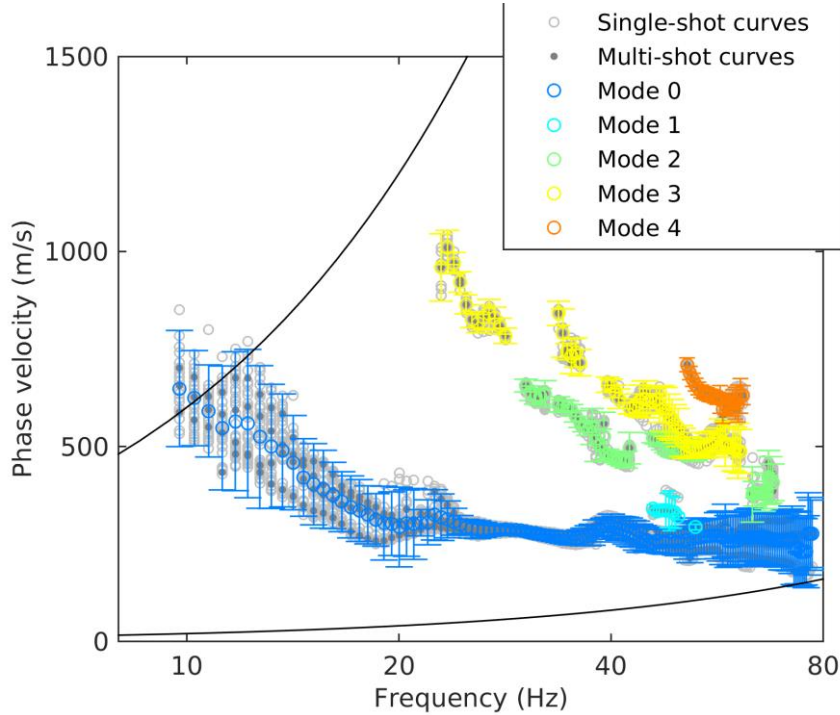 Single-shot curves
Multi-shot curves
Mode 0
Mode 1
Mode 2
Mode 3
Mode 4
1500
1000
500
0
Phase velocity (m/s)
10
20
40
80
Frequency (Hz)